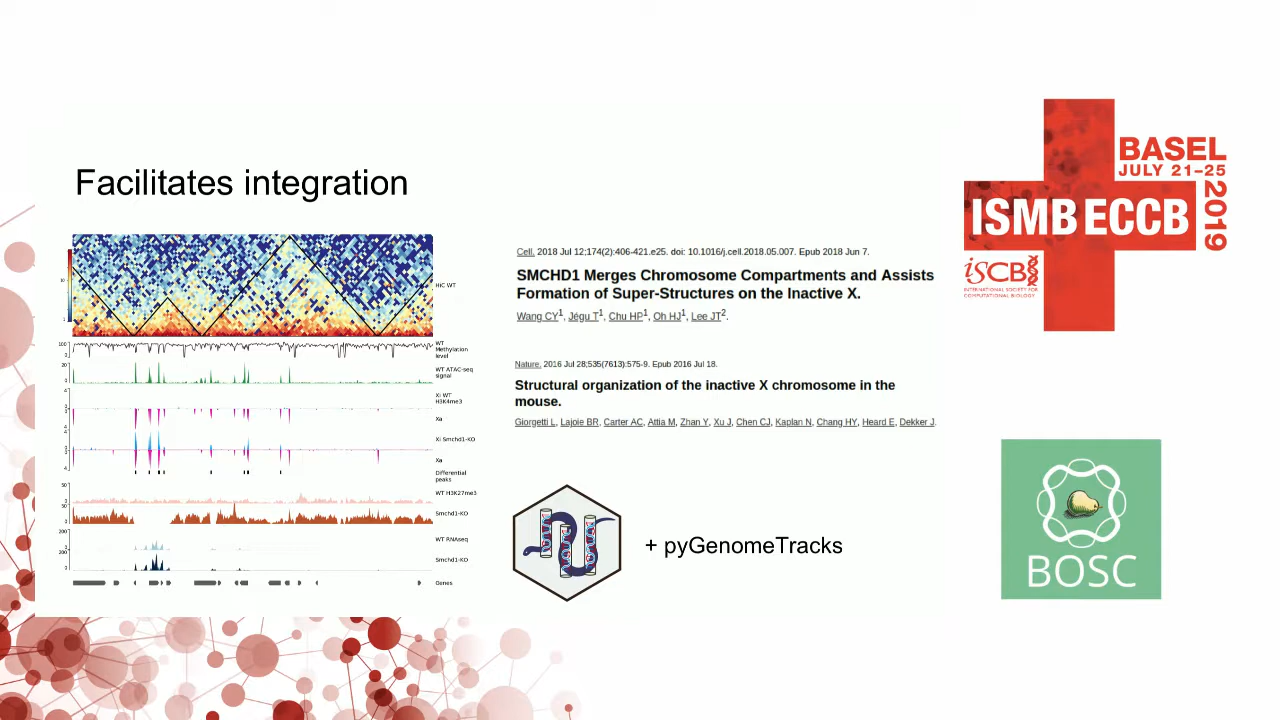 Facilitates integration
HiC WT
WT
Methylation
level
WT ATAC-seq
signal
Xi WT
H3K4me3
Xa
Xi Smchd1-KO
Xa
Differential
peaks
WT H3K27me3
Smchd1-KO
WT RNAseq
Smchd1-KO
Genes
Cell. 2018 Jul 12;174(2):406-421.e25. doi: 10.1016/j.cell.2018.05.007. Epub 2018 Jun 7.
SMCHD1 Merges Chromosome Compartments and Assists
Formation of Super-Structures on the Inactive X.
Wang CY1, Jégu T1, Chu HP1, Oh HJ1, Lee JT2.
Nature. 2016 Jul 28;535(7613):575-9. Epub 2016 Jul 18.
Structural organization of the inactive X chromosome in the
mouse.
Giorgetti L, Lajoie BR, Carter AC, Attia M, Zhan Y, Xu J, Chen CJ, Kaplan N, Chang HY, Heard E, Dekker J.
+ pyGenomeTracks
BASEL
JULY 21–25
2019
ISMB ECCB
iSCB
INTERNATIONAL SOCIETY FOR
COMPUTATIONAL BIOLOGY
BOSC